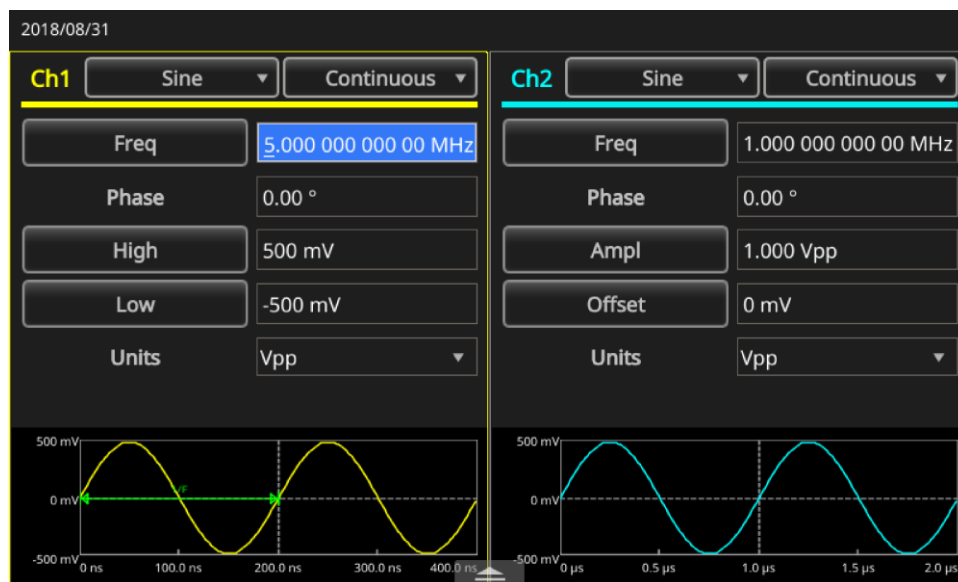 2018/08/31
Ch1 Sine Continuous
Freq 5.000 000 000 00 MHz
Phase 0.00 °
High 500 mV
Low -500 mV
Units Vpp
500 mV
0 mV
-500 mV
0 ns 100.0 ns 200.0 ns 300.0 ns 400.0 ns
Ch2 Sine Continuous
Freq 1.000 000 000 00 MHz
Phase 0.00 °
Ampl 1.000 Vpp
Offset 0 mV
Units Vpp
500 mV
0 mV
-500 mV
0 µs 0.5 µs 1.0 µs 1.5 µs 2.0 µs